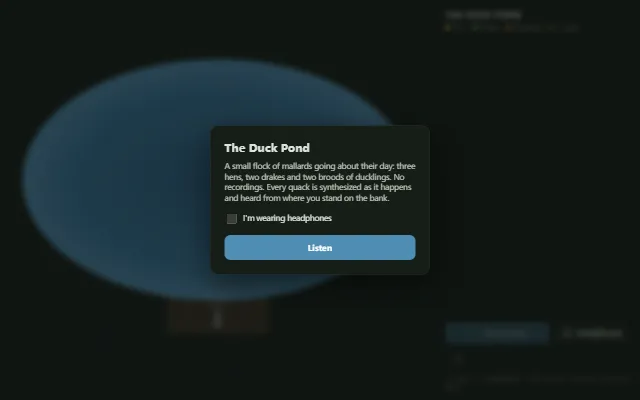 The Duck Pond
A small flock of mallards going about their day: three
hens, two drakes and two broods of ducklings. No
recordings. Every quack is synthesized as it happens
and heard from where you stand on the bank.
I'm wearing headphones
Listen